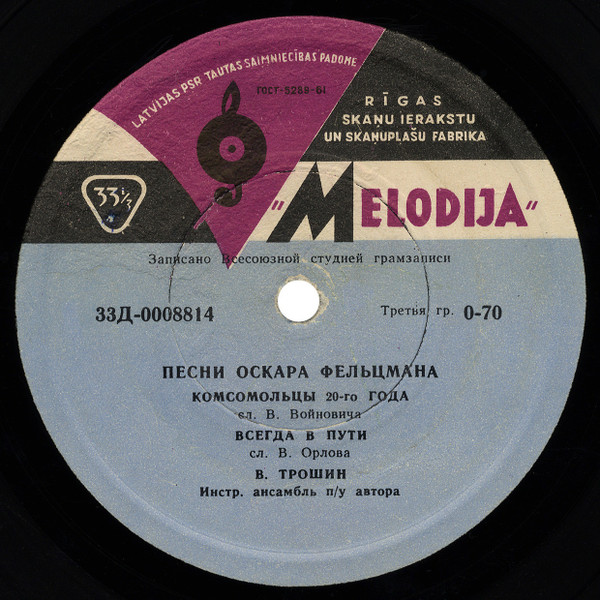 LATVIJAS PSR TAUTAS SAIMNIECĪBAS PADOME
ГОСТ-5289-61
RĪGAS
SKAŅU IERAKSTU
UN SKAŅUPLAŠU FABRIKA
33⅓
"MELODIJA"
Записано Всесоюзной студией грамзаписи
33Д-0008814
Третья гр. 0-70
ПЕСНИ ОСКАРА ФЕЛЬЦМАНА
КОМСОМОЛЬЦЫ 20-го ГОДА
сл. В. Войновича
ВСЕГДА В ПУТИ
сл. В. Орлова
В. ТРОШИН
Инстр. ансамбль п/у автора